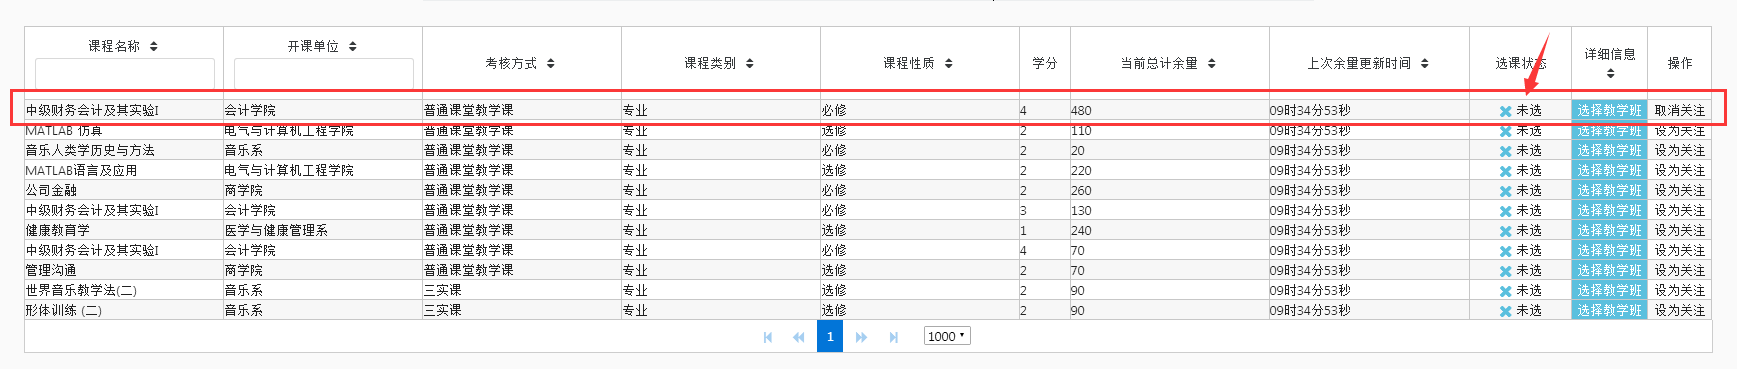 课程名称 开课单位 考核方式 课程类别 课程性质 学分 当前总计余量 上次余量更新时间 选课状态 详细信息 操作
中级财务会计及其实验I 会计学院 普通课堂教学课 专业 必修 4 480 09时34分53秒 未选 选择教学班 取消关注
MATLAB 仿真 电气与计算机工程学院 普通课堂教学课 专业 选修 2 110 09时34分53秒 未选 选择教学班 设为关注
音乐人类学历史与方法 音乐系 普通课堂教学课 专业 必修 2 20 09时34分53秒 未选 选择教学班 设为关注
MATLAB语言及应用 电气与计算机工程学院 普通课堂教学课 专业 选修 2 220 09时34分53秒 未选 选择教学班 设为关注
公司金融 商学院 普通课堂教学课 专业 必修 2 260 09时34分53秒 未选 选择教学班 设为关注
中级财务会计及其实验I 会计学院 普通课堂教学课 专业 必修 3 130 09时34分53秒 未选 选择教学班 设为关注
健康教育学 医学与健康管理系 普通课堂教学课 专业 选修 1 240 09时34分53秒 未选 选择教学班 设为关注
中级财务会计及其实验I 会计学院 普通课堂教学课 专业 必修 4 70 09时34分53秒 未选 选择教学班 设为关注
管理沟通 商学院 普通课堂教学课 专业 选修 2 70 09时34分53秒 未选 选择教学班 设为关注
世界音乐教学法(二) 音乐系 三实课 专业 选修 2 90 09时34分53秒 未选 选择教学班 设为关注
形体训练 (二) 音乐系 三实课 专业 选修 2 90 09时34分53秒 未选 选择教学班 设为关注
1 1000